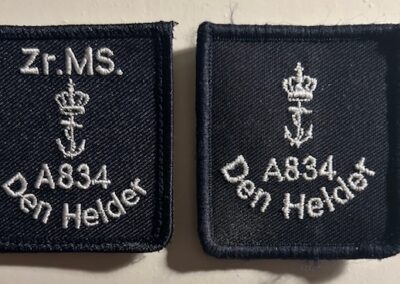 Zr.MS.
A834
Den Helder
A834
Den Helder